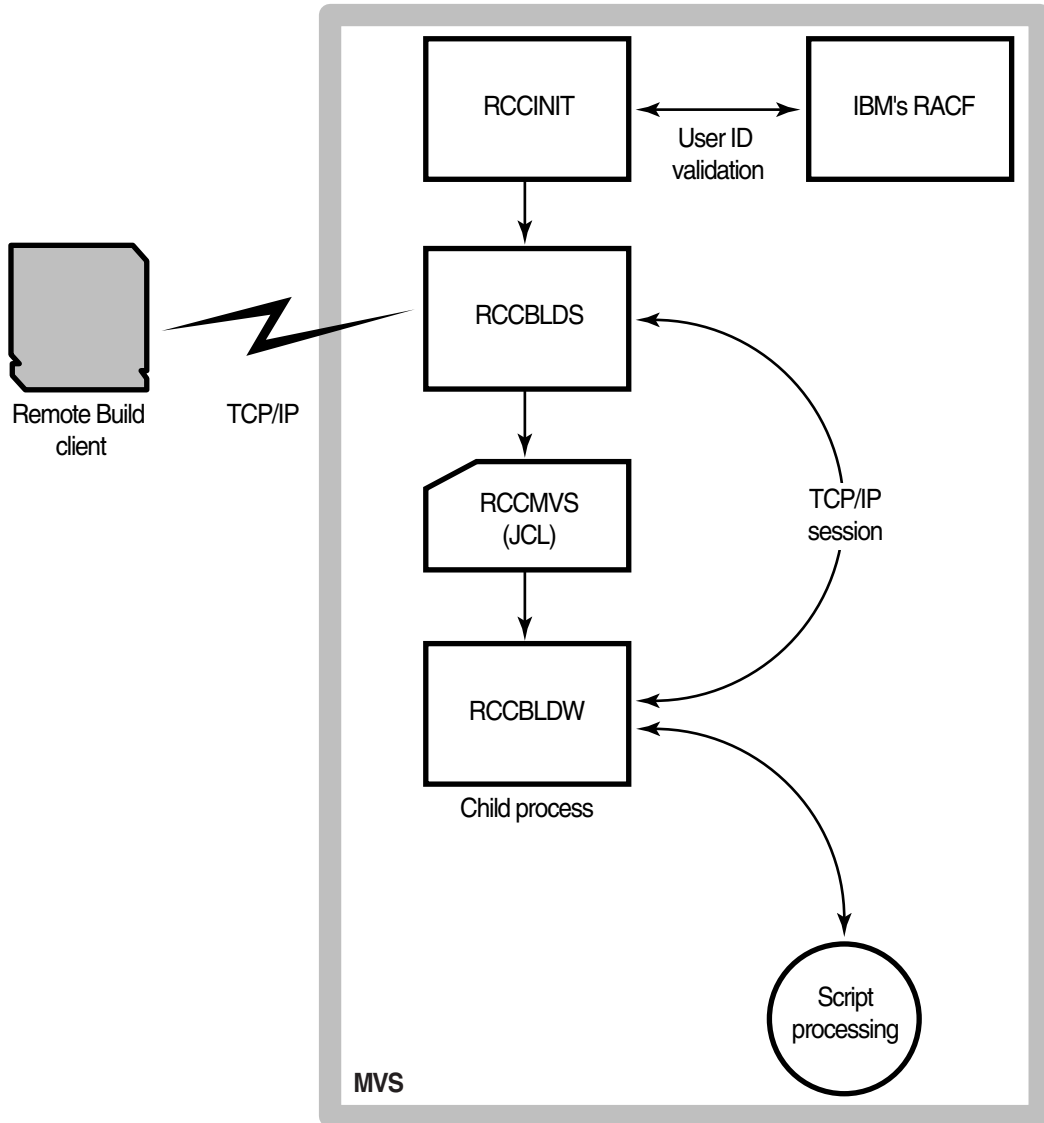 RCCINIT
IBM's RACF
User ID
validation
RCCBLDS
Remote Build
client
TCP/IP
RCCMVS
(JCL)
TCP/IP
session
RCCBLDW
Child process
Script
processing
MVS